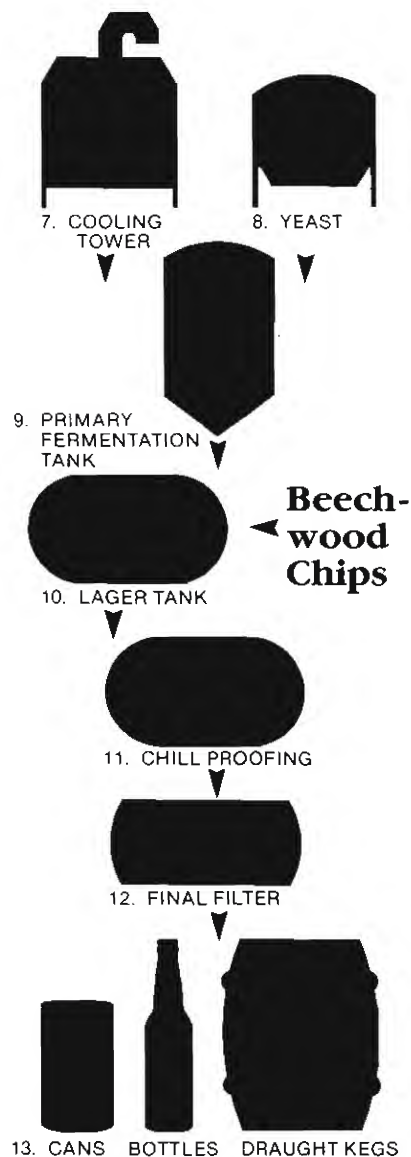 7. COOLING
TOWER
8. YEAST
9. PRIMARY
FERMENTATION
TANK
Beech-
wood
Chips
10. LAGER TANK
11. CHILL PROOFING
12. FINAL FILTER
13. CANS BOTTLES DRAUGHT KEGS